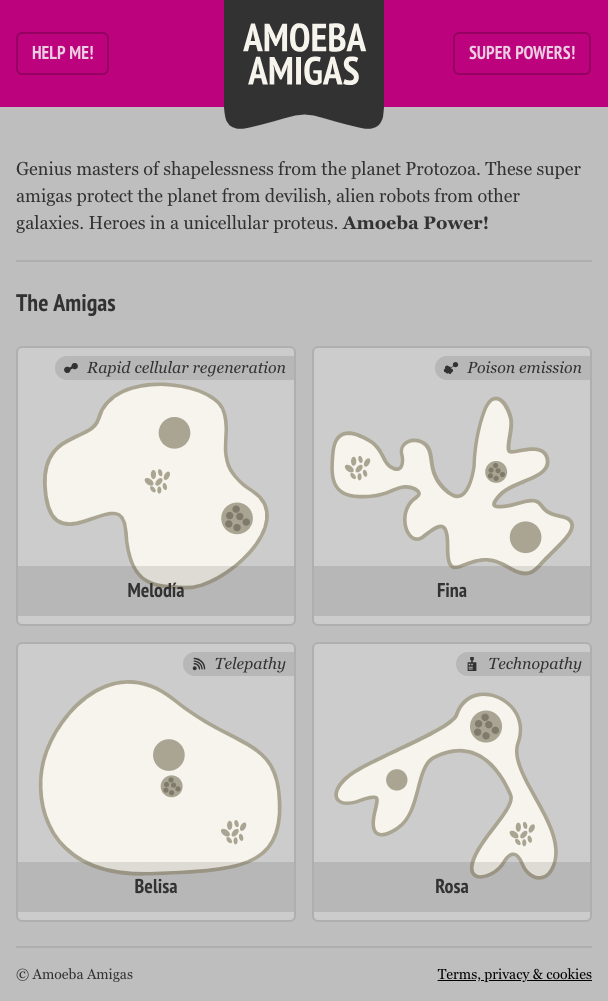 HELP ME!
AMOEBA
AMIGAS
SUPER POWERS!
Genius masters of shapelessness from the planet Protozoa. These super
amigas protect the planet from devilish, alien robots from other
galaxies. Heroes in a unicellular proteus. Amoeba Power!
The Amigas
Rapid cellular regeneration
Melodía
Poison emission
Fina
Telepathy
Belisa
Technopathy
Rosa
© Amoeba Amigas
Terms, privacy & cookies